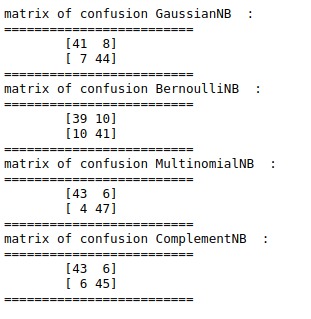 matrix of confusion GaussianNB  :
=========================
        [41  8]
        [ 7 44]
=========================
matrix of confusion BernoulliNB  :
=========================
        [39 10]
        [10 41]
=========================
matrix of confusion MultinomialNB  :
=========================
        [43  6]
        [ 4 47]
=========================
matrix of confusion ComplementNB  :
=========================
        [43  6]
        [ 6 45]
=========================